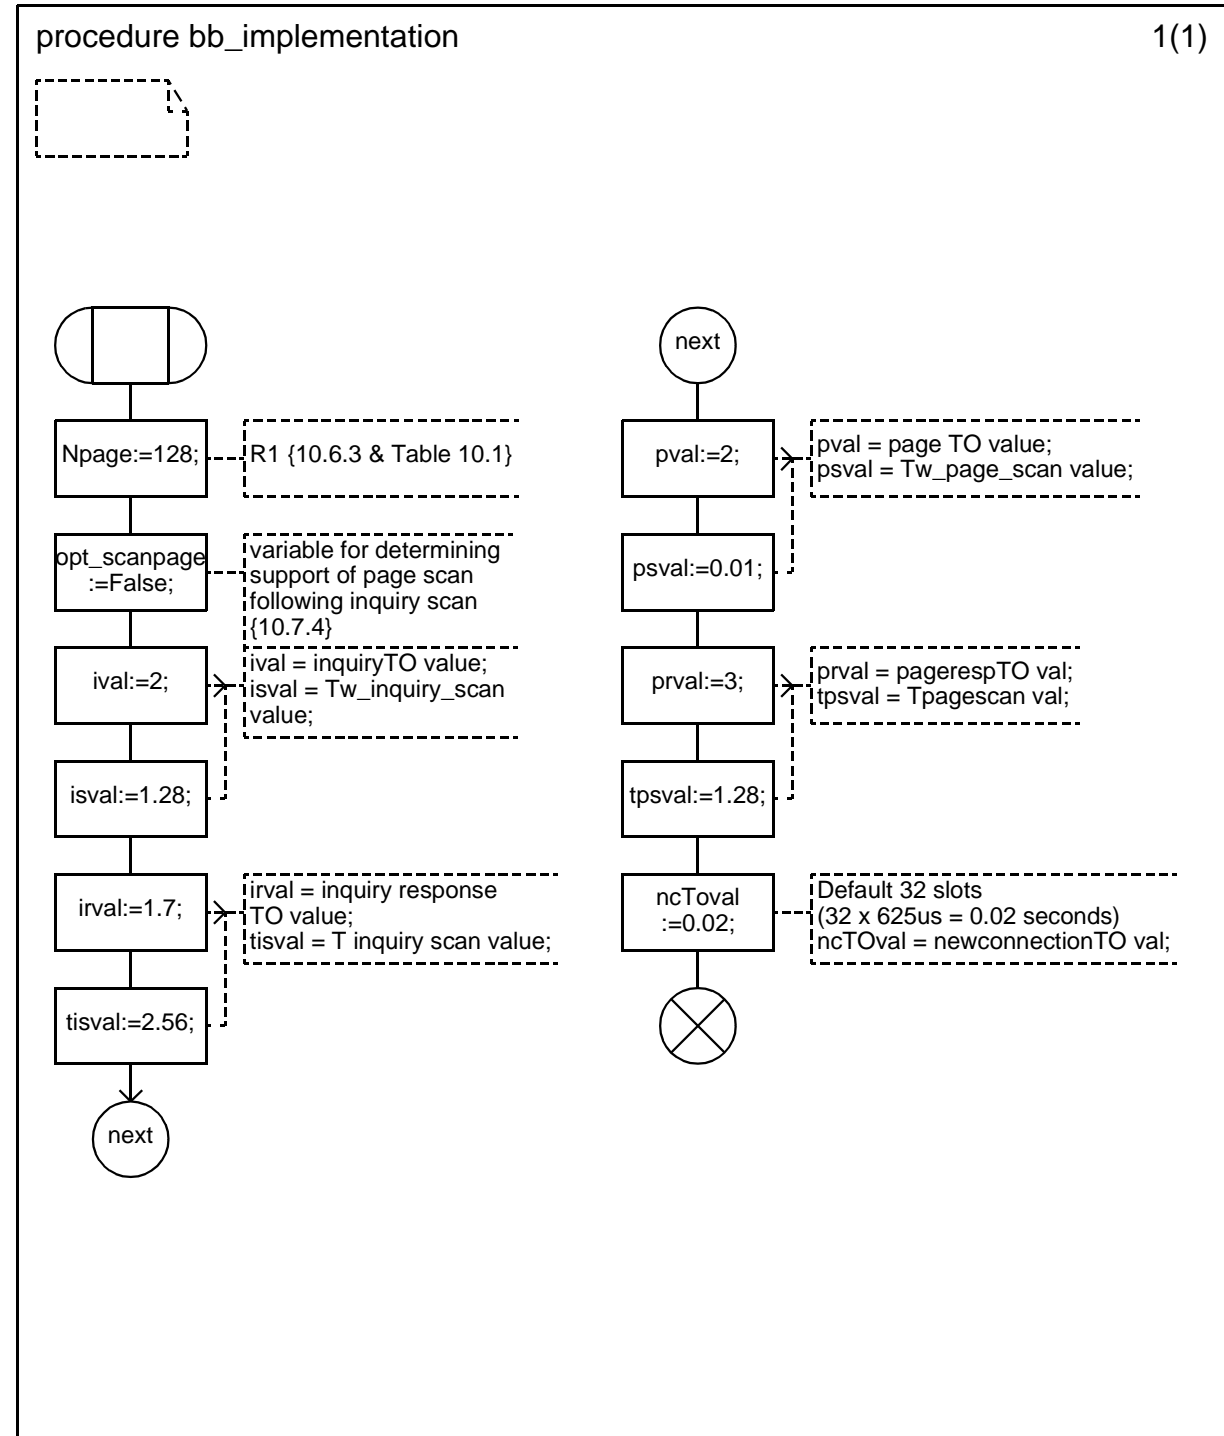 procedure bb_implementation
1(1)
Npage:=128;
R1 {10.6.3 & Table 10.1}
opt_scanpage
:=False;
variable for determining
support of page scan
following inquiry scan
{10.7.4}
ival:=2;
ival = inquiryTO value;
isval = Tw_inquiry_scan
value;
isval:=1.28;
irval:=1.7;
irval = inquiry response
TO value;
tisval = T inquiry scan value;
tisval:=2.56;
next
next
pval:=2;
pval = page TO value;
psval = Tw_page_scan value;
psval:=0.01;
prval:=3;
prval = pagerespTO val;
tpsval = Tpagescan val;
tpsval:=1.28;
ncToval
:=0.02;
Default 32 slots
(32 x 625us = 0.02 seconds)
ncTOval = newconnectionTO val;